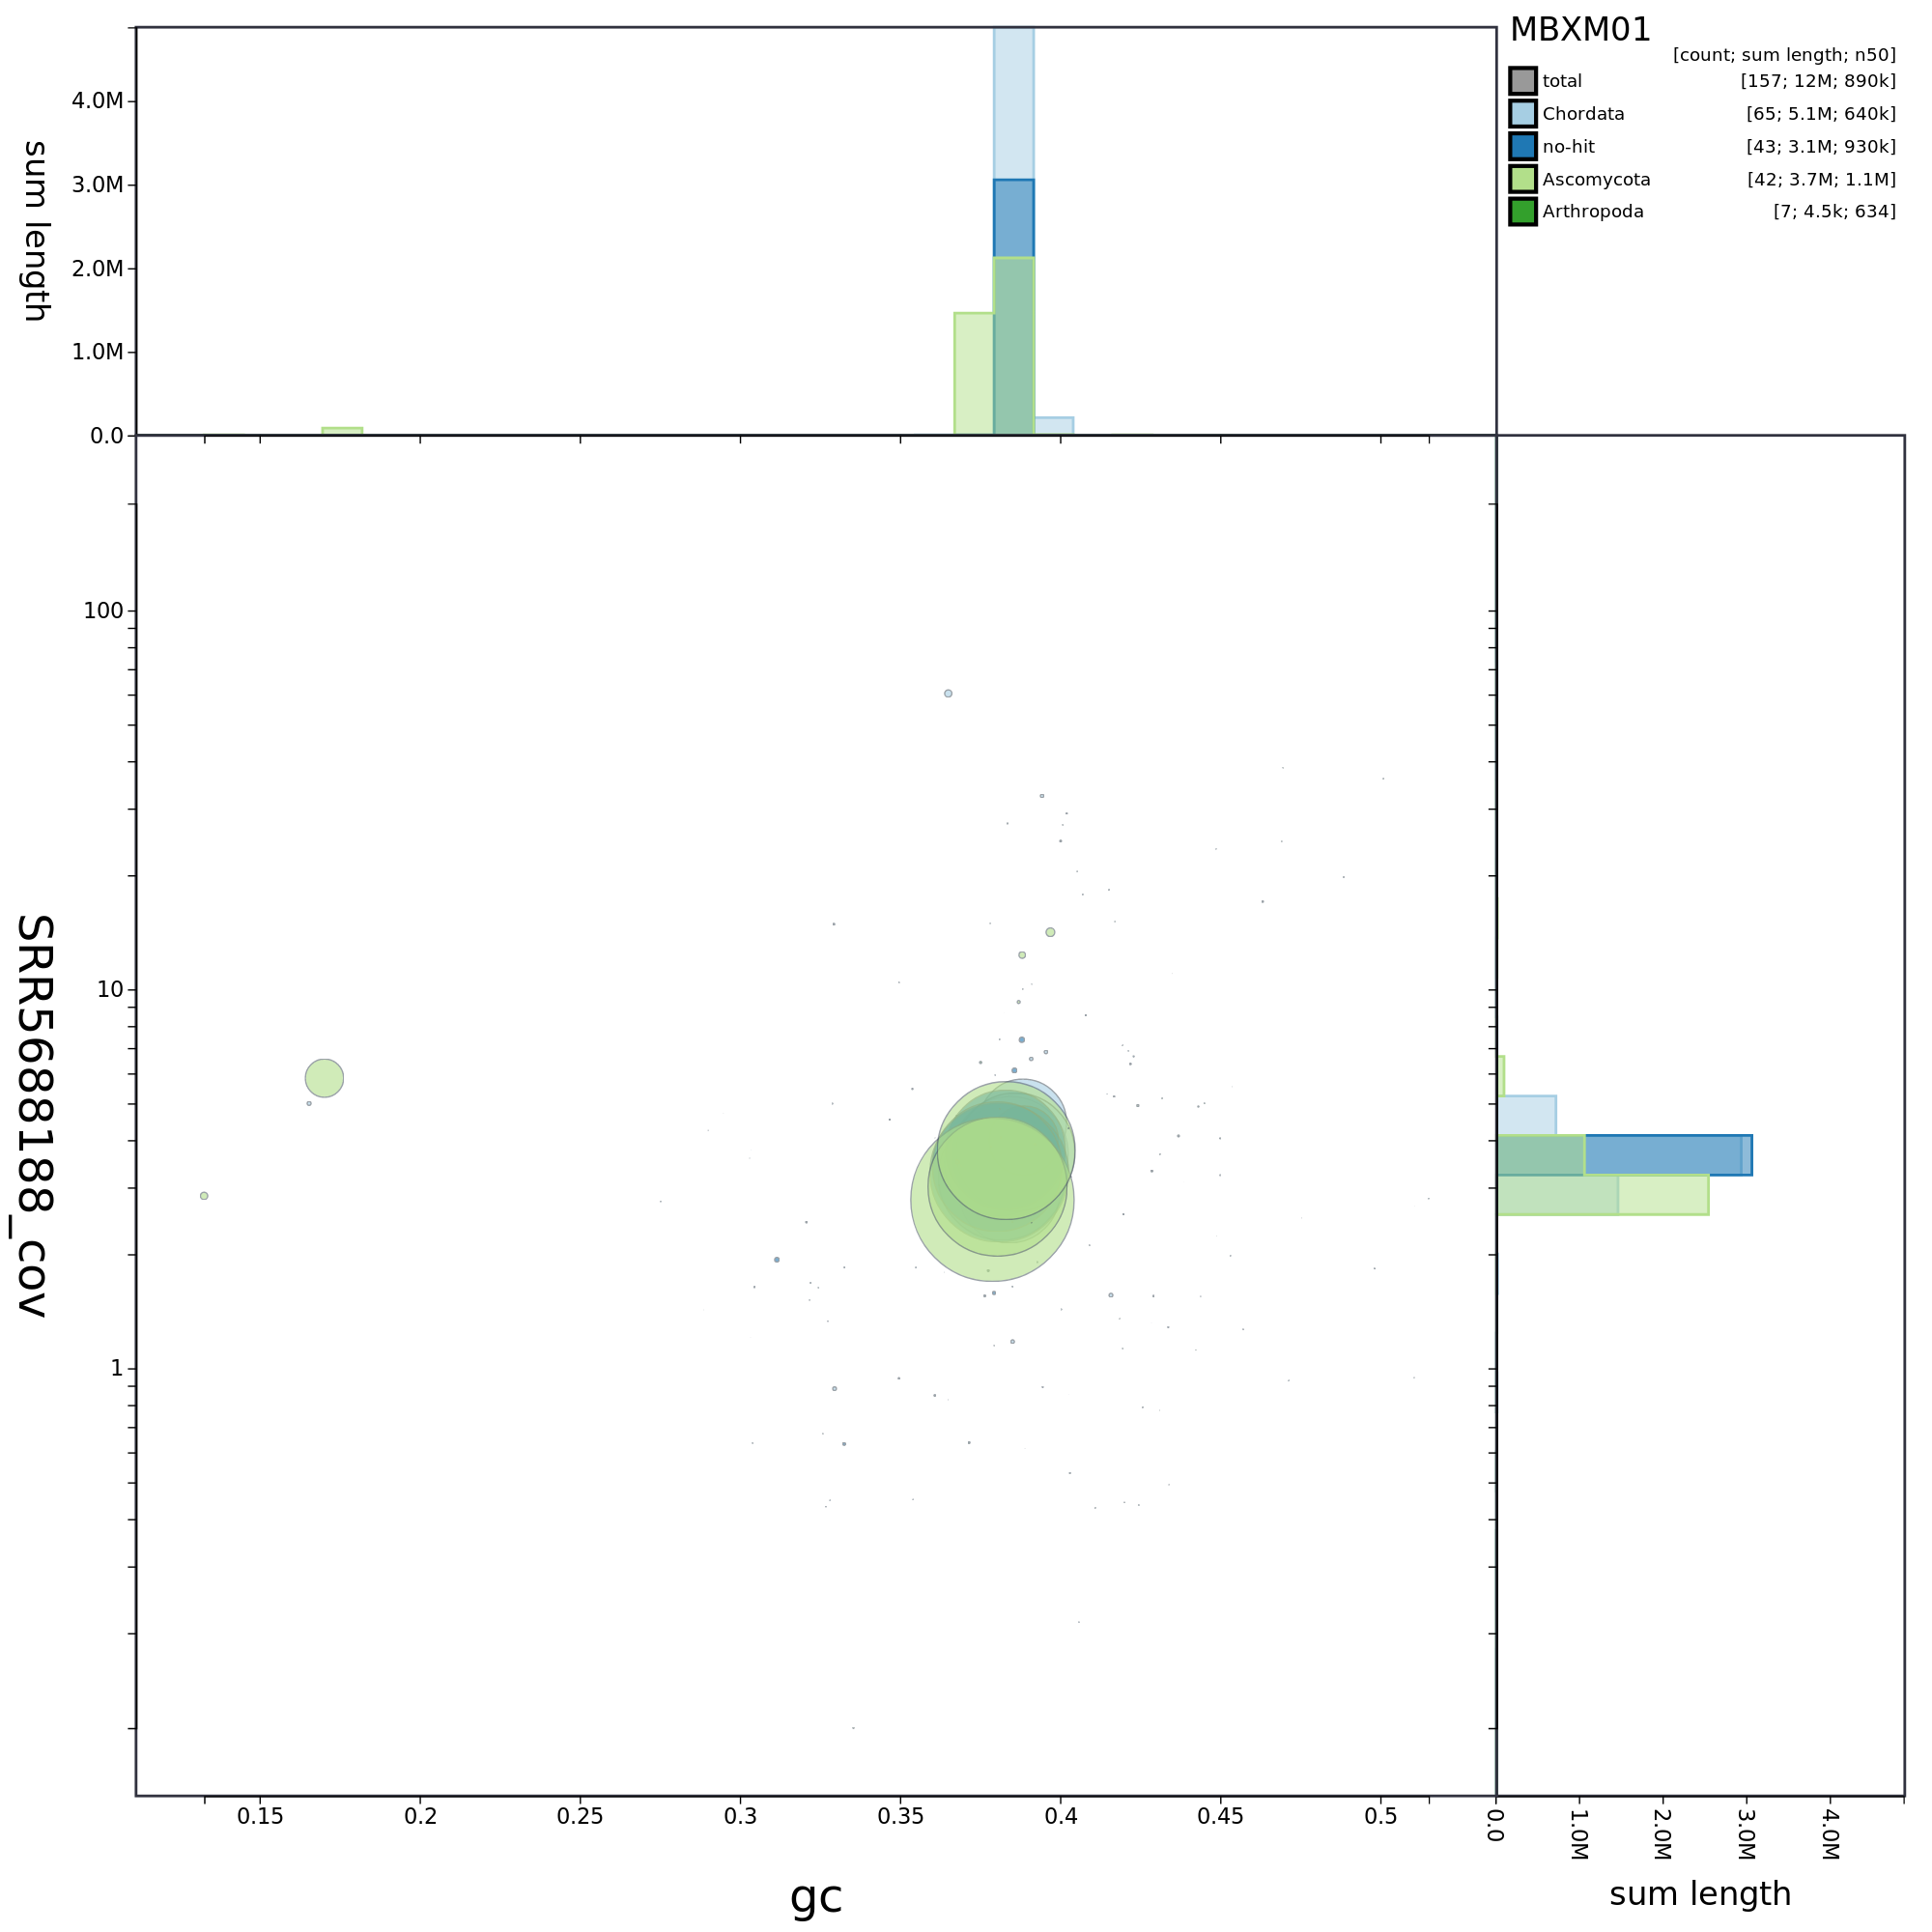 MBXM01
[count; sum length; n50]
total [157; 12M; 890k]
Chordata [65; 5.1M; 640k]
no-hit [43; 3.1M; 930k]
Ascomycota [42; 3.7M; 1.1M]
Arthropoda [7; 4.5k; 634]
sum length
4.0M
3.0M
2.0M
1.0M
0.0
SRR5688188_cov
100
10
1
0.15 0.2 0.25 0.3 0.35 0.4 0.45 0.5
gc
0.0 1.0M 2.0M 3.0M 4.0M
sum length